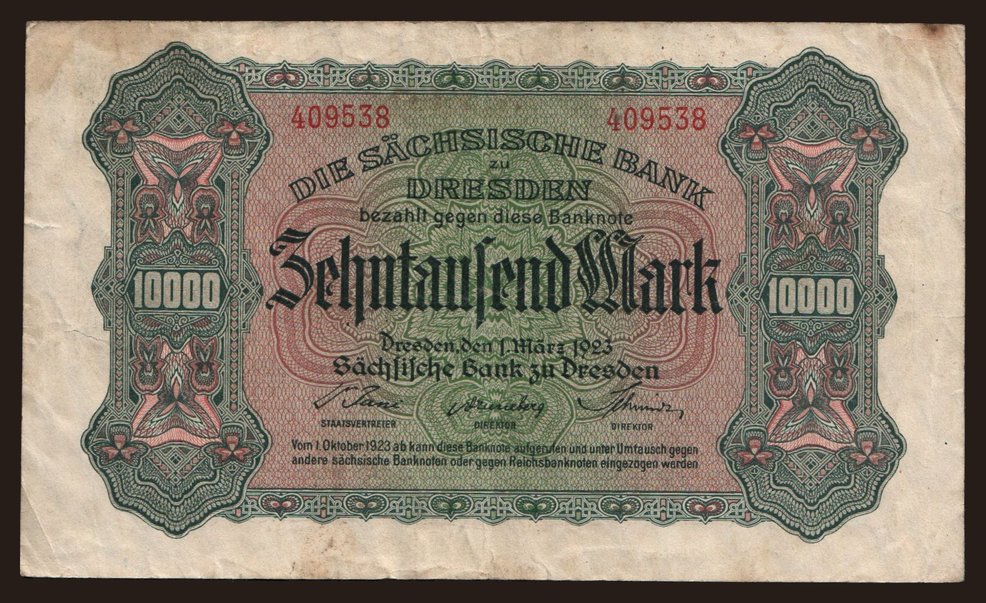 409538 409538
DIE SÄCHSISCHE BANK
zu
DRESDEN
bezahlt gegen diese Banknote
Zehntausend Mark
10000 10000
Dresden, den 1. März 1923
Sächsische Bank zu Dresden
STAATSVERTRETER DIREKTOR DIREKTOR
Vom 1. Oktober 1923 ab kann diese Banknote aufgerufen und unter Umtausch gegen
andere sächsische Banknoten oder gegen Reichsbanknoten eingezogen werden